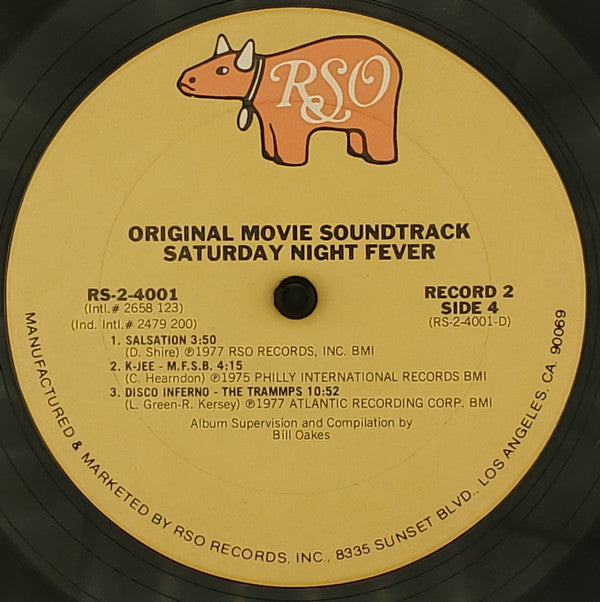 RSO
ORIGINAL MOVIE SOUNDTRACK
SATURDAY NIGHT FEVER
RS-2-4001
(Intl.# 2658 123)
(Ind. Intl.# 2479 200)
RECORD 2
SIDE 4
(RS-2-4001-D)
1. SALSATION 3:50
(D. Shire) ℗1977 RSO RECORDS, INC. BMI
2. K-JEE - M.F.S.B. 4:15
(C. Hearndon) ℗1975 PHILLY INTERNATIONAL RECORDS BMI
3. DISCO INFERNO - THE TRAMMPS 10:52
(L. Green-R. Kersey) ℗1977 ATLANTIC RECORDING CORP. BMI
Album Supervision and Compilation by
Bill Oakes
MANUFACTURED & MARKETED BY RSO RECORDS, INC., 8335 SUNSET BLVD., LOS ANGELES, CA. 90069